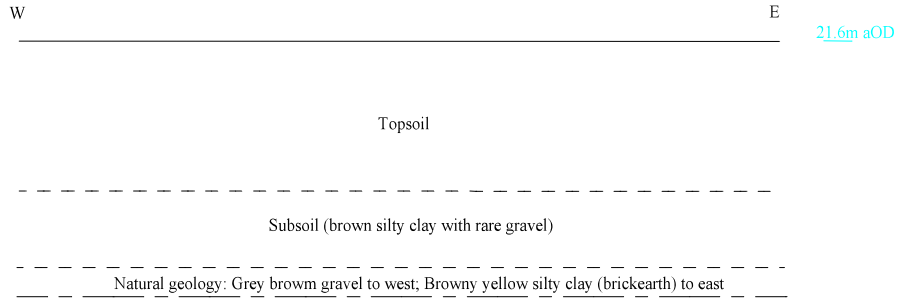 W E
21.6m aOD
Topsoil
Subsoil (brown silty clay with rare gravel)
Natural geology: Grey browm gravel to west; Browny yellow silty clay (brickearth) to east